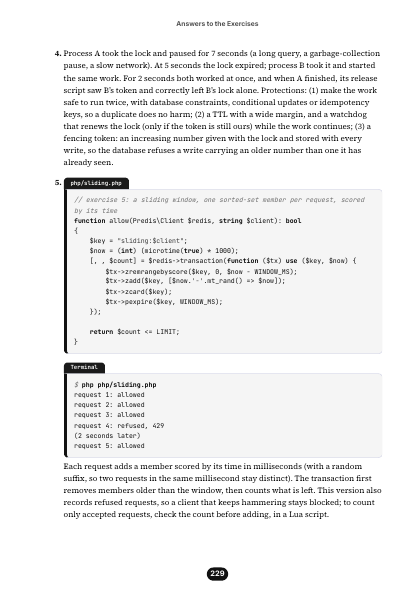 Answers to the Exercises
4. Process A took the lock and paused for 7 seconds (a long query, a garbage-collection
pause, a slow network). At 5 seconds the lock expired; process B took it and started
the same work. For 2 seconds both worked at once, and when A finished, its release
script saw B's token and correctly left B's lock alone. Protections: (1) make the work
safe to run twice, with database constraints, conditional updates or idempotency
keys, so a duplicate does no harm; (2) a TTL with a wide margin, and a watchdog
that renews the lock (only if the token is still ours) while the work continues; (3) a
fencing token: an increasing number given with the lock and stored with every
write, so the database refuses a write carrying an older number than one it has
already seen.
5. php/sliding.php
// exercise 5: a sliding window, one sorted-set member per request, scored
by its time
function allow(Predis\Client $redis, string $client): bool
{
    $key = "sliding:$client";
    $now = (int) (microtime(true) * 1000);
    [, , $count] = $redis->transaction(function ($tx) use ($key, $now) {
        $tx->zremrangebyscore($key, 0, $now - WINDOW_MS);
        $tx->zadd($key, [$now.'-'.mt_rand() => $now]);
        $tx->zcard($key);
        $tx->pexpire($key, WINDOW_MS);
    });
    return $count <= LIMIT;
}
Terminal
$ php php/sliding.php
request 1: allowed
request 2: allowed
request 3: allowed
request 4: refused, 429
(2 seconds later)
request 5: allowed
Each request adds a member scored by its time in milliseconds (with a random
suffix, so two requests in the same millisecond stay distinct). The transaction first
removes members older than the window, then counts what is left. This version also
records refused requests, so a client that keeps hammering stays blocked; to count
only accepted requests, check the count before adding, in a Lua script.
229